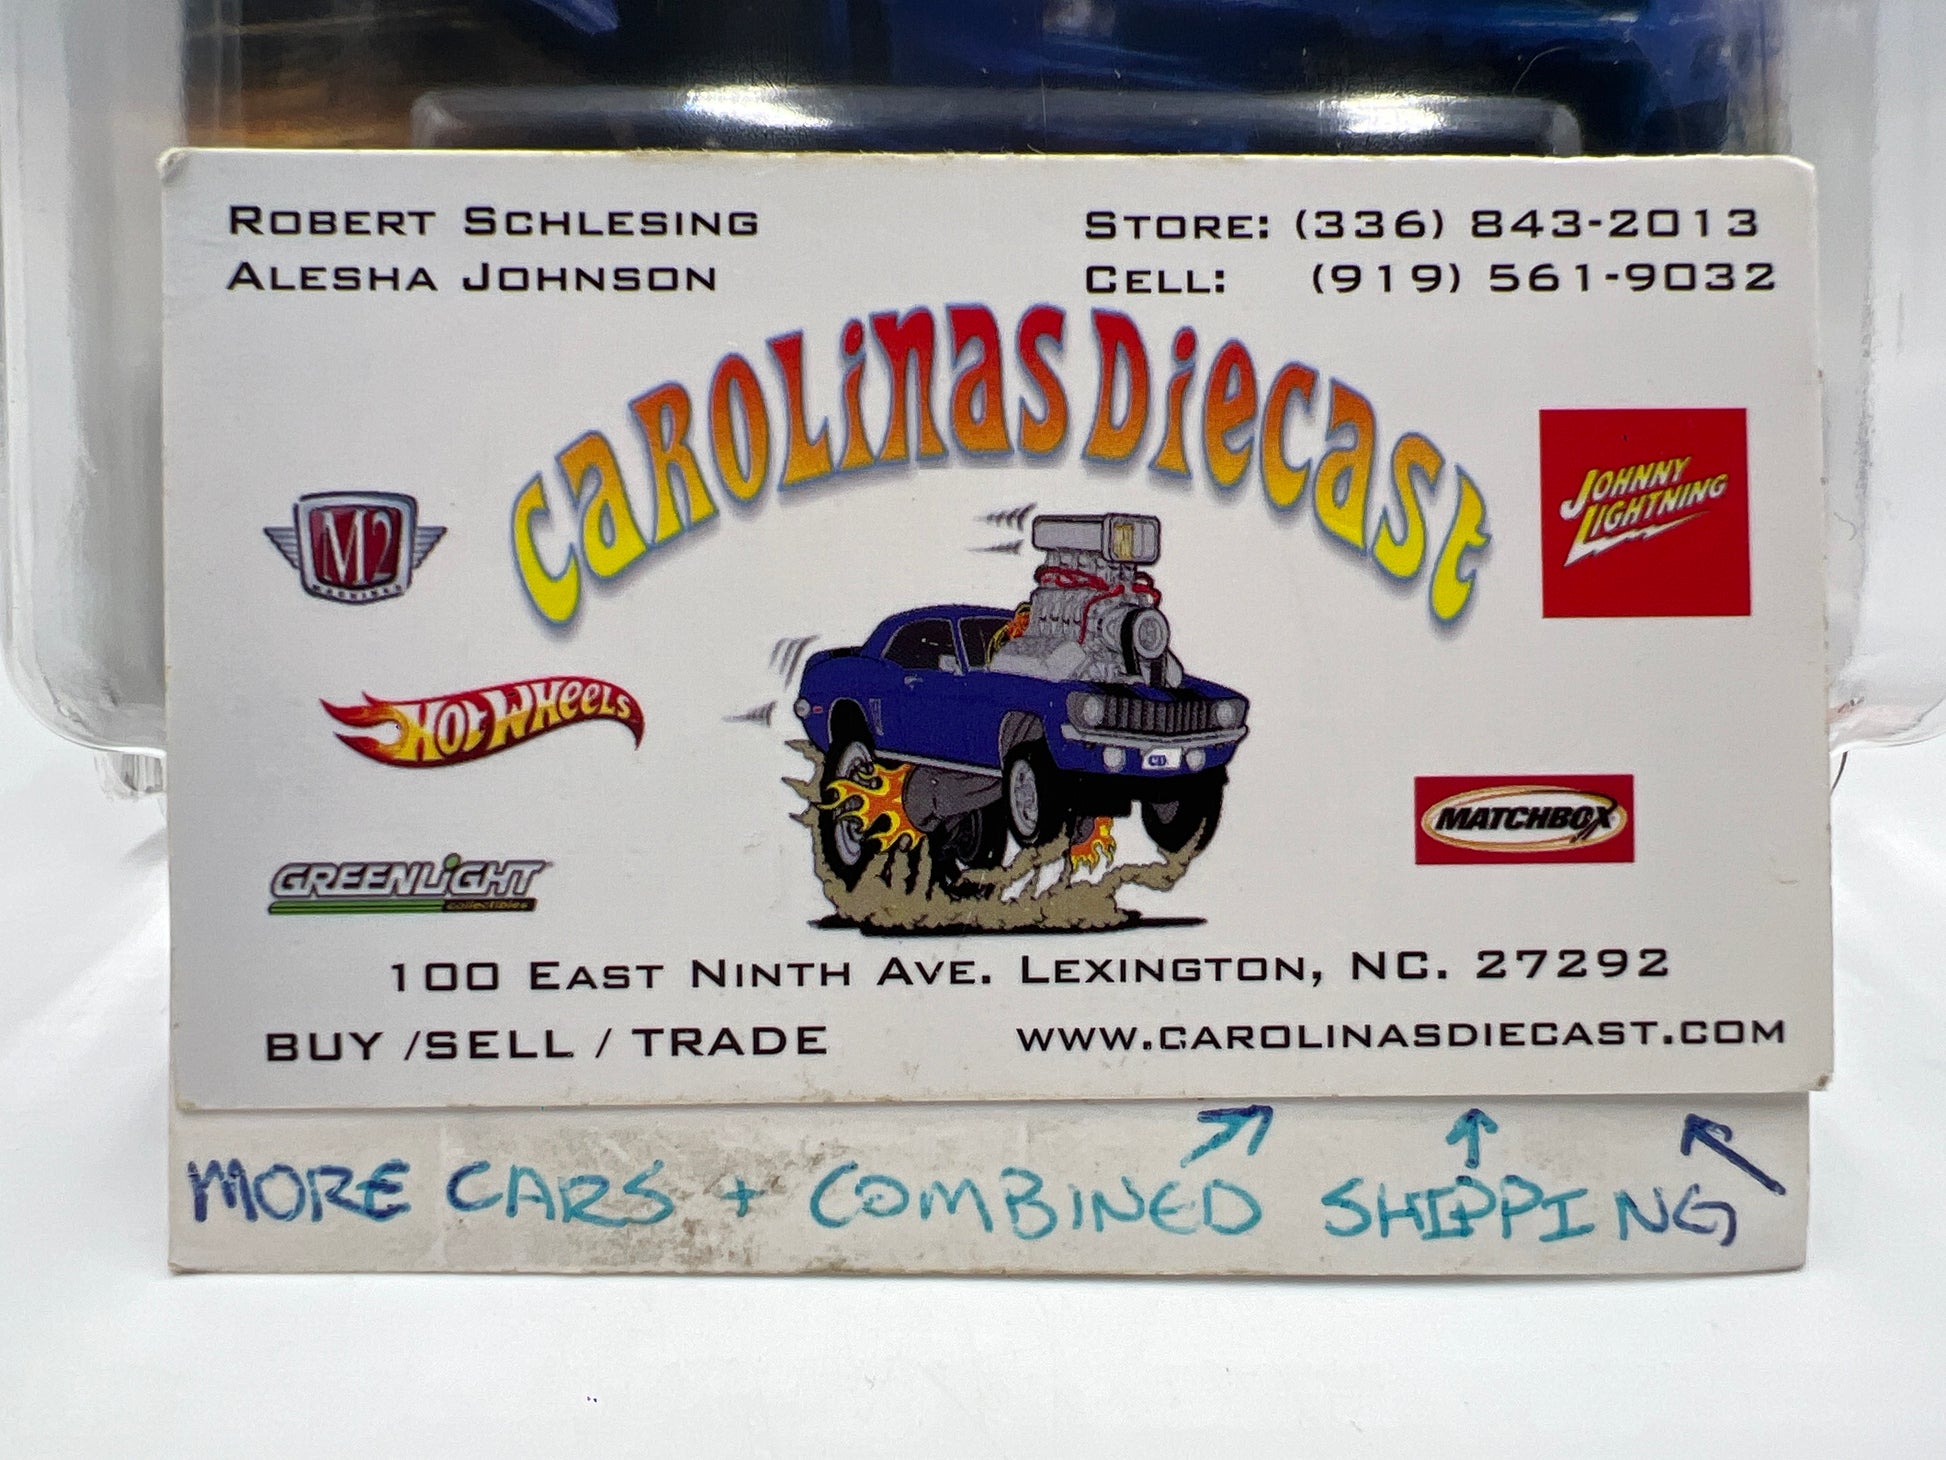 ROBERT SCHLESING
ALESHA JOHNSON
STORE: (336) 843-2013
CELL: (919) 561-9032
CAROLINAS DIECAST
M2
MACHINES
JOHNNY
LIGHTNING
HOT WHEELS
MATCHBOX
GREENLIGHT
collectibles
100 EAST NINTH AVE. LEXINGTON, NC. 27292
BUY /SELL / TRADE
WWW.CAROLINASDIECAST.COM
MORE CARS + COMBINED SHIPPING